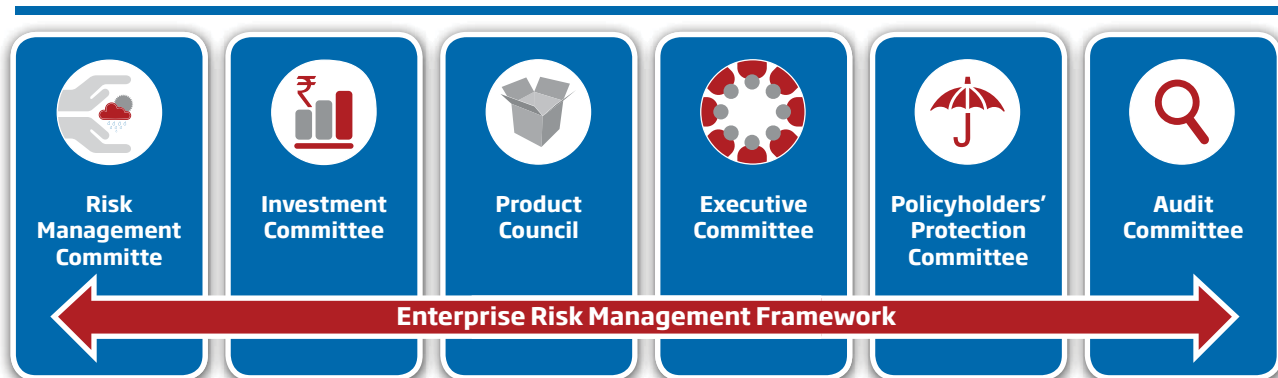 ₹
Risk
Management
Committe
Investment
Committee
Product
Council
Executive
Committee
Policyholders’
Protection
Committee
Audit
Committee
Enterprise Risk Management Framework